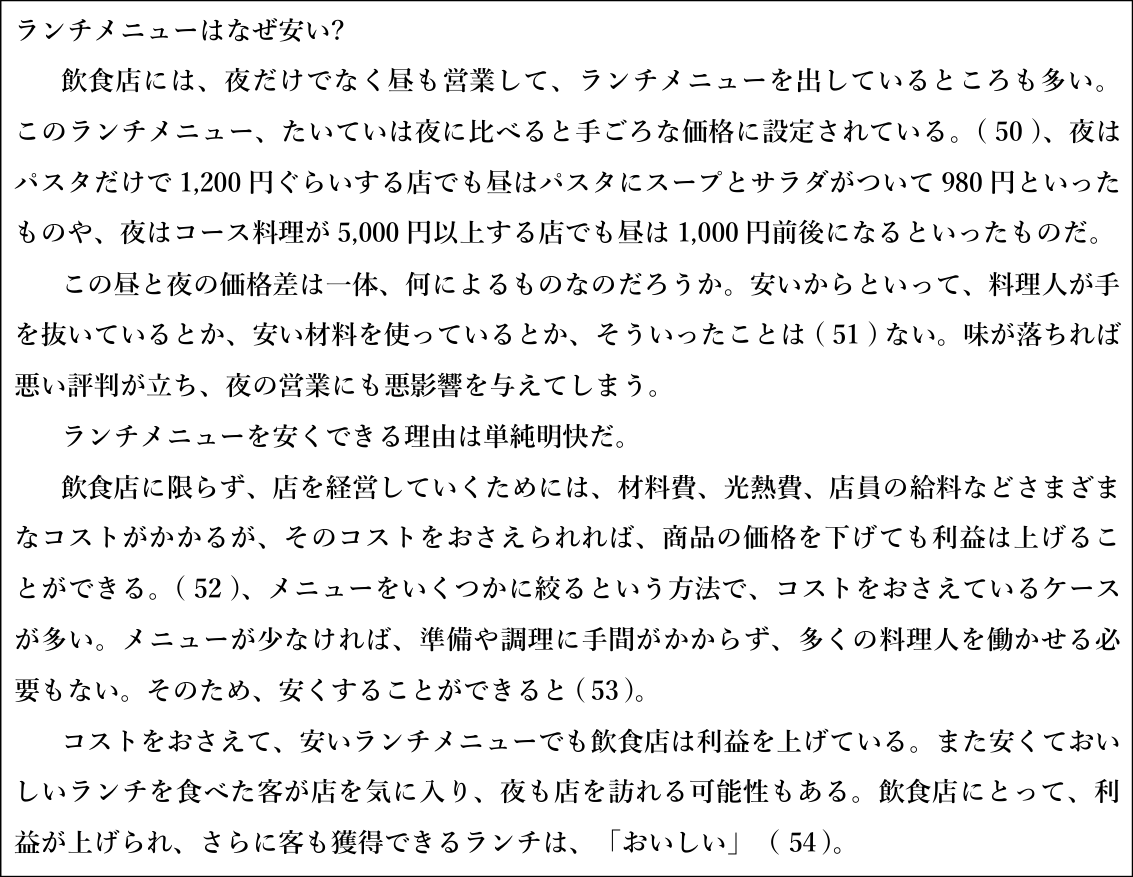 ランチメニューはなぜ安い?
飲食店には、夜だけでなく昼も営業して、ランチメニューを出しているところも多い。
このランチメニュー、たいていは夜に比べると手ごろな価格に設定されている。( 50 )、夜は
パスタだけで 1,200 円ぐらいする店でも昼はパスタにスープとサラダがついて 980 円といった
ものや、夜はコース料理が 5,000 円以上する店でも昼は 1,000 円前後になるといったものだ。
この昼と夜の価格差は一体、何によるものなのだろうか。安いからといって、料理人が手
を抜いているとか、安い材料を使っているとか、そういったことは ( 51 ) ない。味が落ちれば
悪い評判が立ち、夜の営業にも悪影響を与えてしまう。
ランチメニューを安くできる理由は単純明快だ。
飲食店に限らず、店を経営していくためには、材料費、光熱費、店員の給料などさまざま
なコストがかかるが、そのコストをおさえられれば、商品の価格を下げても利益は上げるこ
とができる。( 52 )、メニューをいくつかに絞るという方法で、コストをおさえているケース
が多い。メニューが少なければ、準備や調理に手間がかからず、多くの料理人を働かせる必
要もない。そのため、安くすることができると ( 53 )。
コストをおさえて、安いランチメニューでも飲食店は利益を上げている。また安くておい
しいランチを食べた客が店を気に入り、夜も店を訪れる可能性もある。飲食店にとって、利
益が上げられ、さらに客も獲得できるランチは、「おいしい」 ( 54 )。